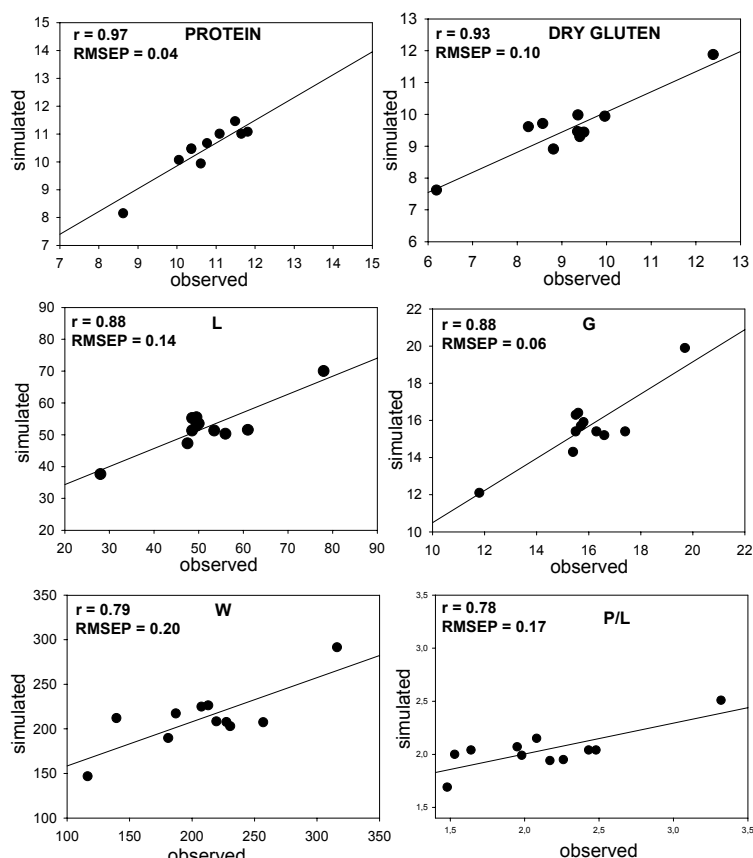 r = 0.97
RMSEP = 0.04
PROTEIN
15
14
13
12
11
10
9
8
7
simulated
7 8 9 10 11 12 13 14 15
observed
r = 0.93
RMSEP = 0.10
DRY GLUTEN
13
12
11
10
9
8
7
6
simulated
6 7 8 9 10 11 12 13
observed
r = 0.88
RMSEP = 0.14
L
90
80
70
60
50
40
30
20
simulated
20 30 40 50 60 70 80 90
observed
r = 0.88
RMSEP = 0.06
G
22
20
18
16
14
12
10
simulated
10 12 14 16 18 20 22
observed
r = 0.79
RMSEP = 0.20
W
350
300
250
200
150
100
simulated
100 150 200 250 300 350
observed
r = 0.78
RMSEP = 0.17
P/L
3,5
3,0
2,5
2,0
1,5
simulated
1,5 2,0 2,5 3,0 3,5
observed